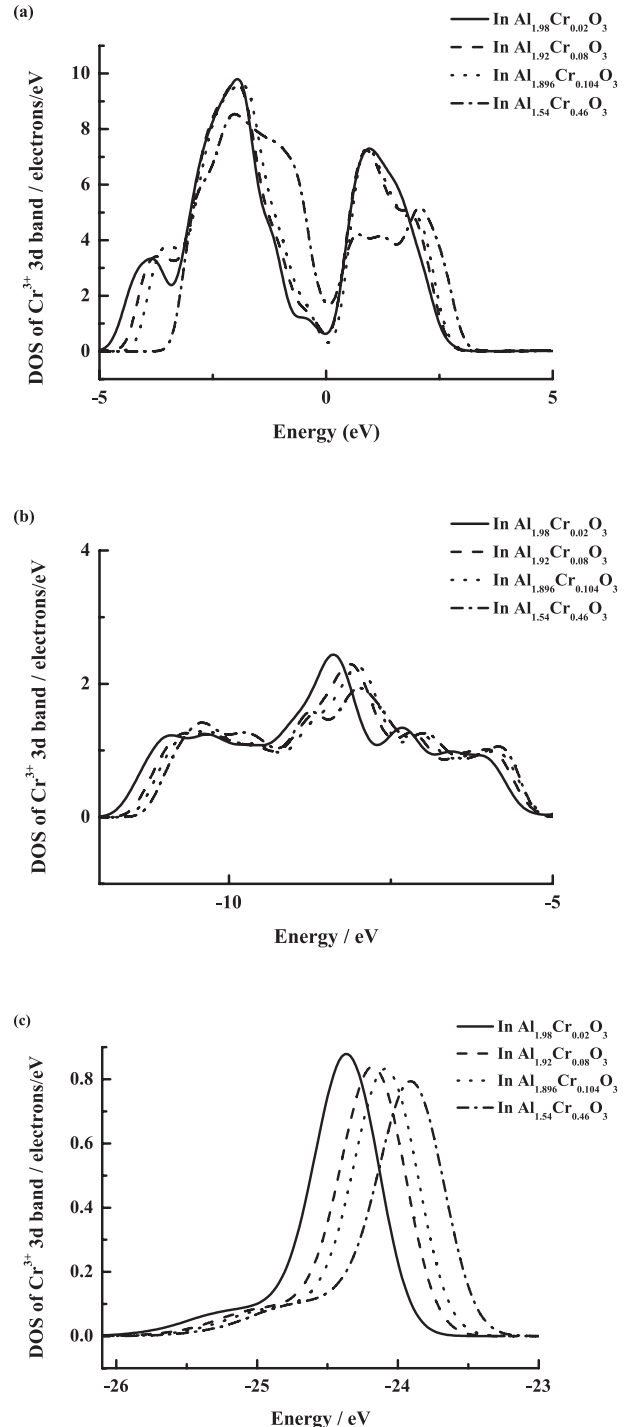 (a)
In Al1.98Cr0.02O3
In Al1.92Cr0.08O3
In Al1.896Cr0.104O3
In Al1.54Cr0.46O3
DOS of Cr3+ 3d band / electrons/eV
10
8
6
4
2
0
-5 0 5
Energy (eV)
(b)
In Al1.98Cr0.02O3
In Al1.92Cr0.08O3
In Al1.896Cr0.104O3
In Al1.54Cr0.46O3
DOS of Cr3+ 3d band / electrons/eV
4
2
0
-10 -5
Energy / eV
(c)
In Al1.98Cr0.02O3
In Al1.92Cr0.08O3
In Al1.896Cr0.104O3
In Al1.54Cr0.46O3
DOS of Cr3+ 3d band / electrons/eV
0.8
0.6
0.4
0.2
0.0
-26 -25 -24 -23
Energy / eV